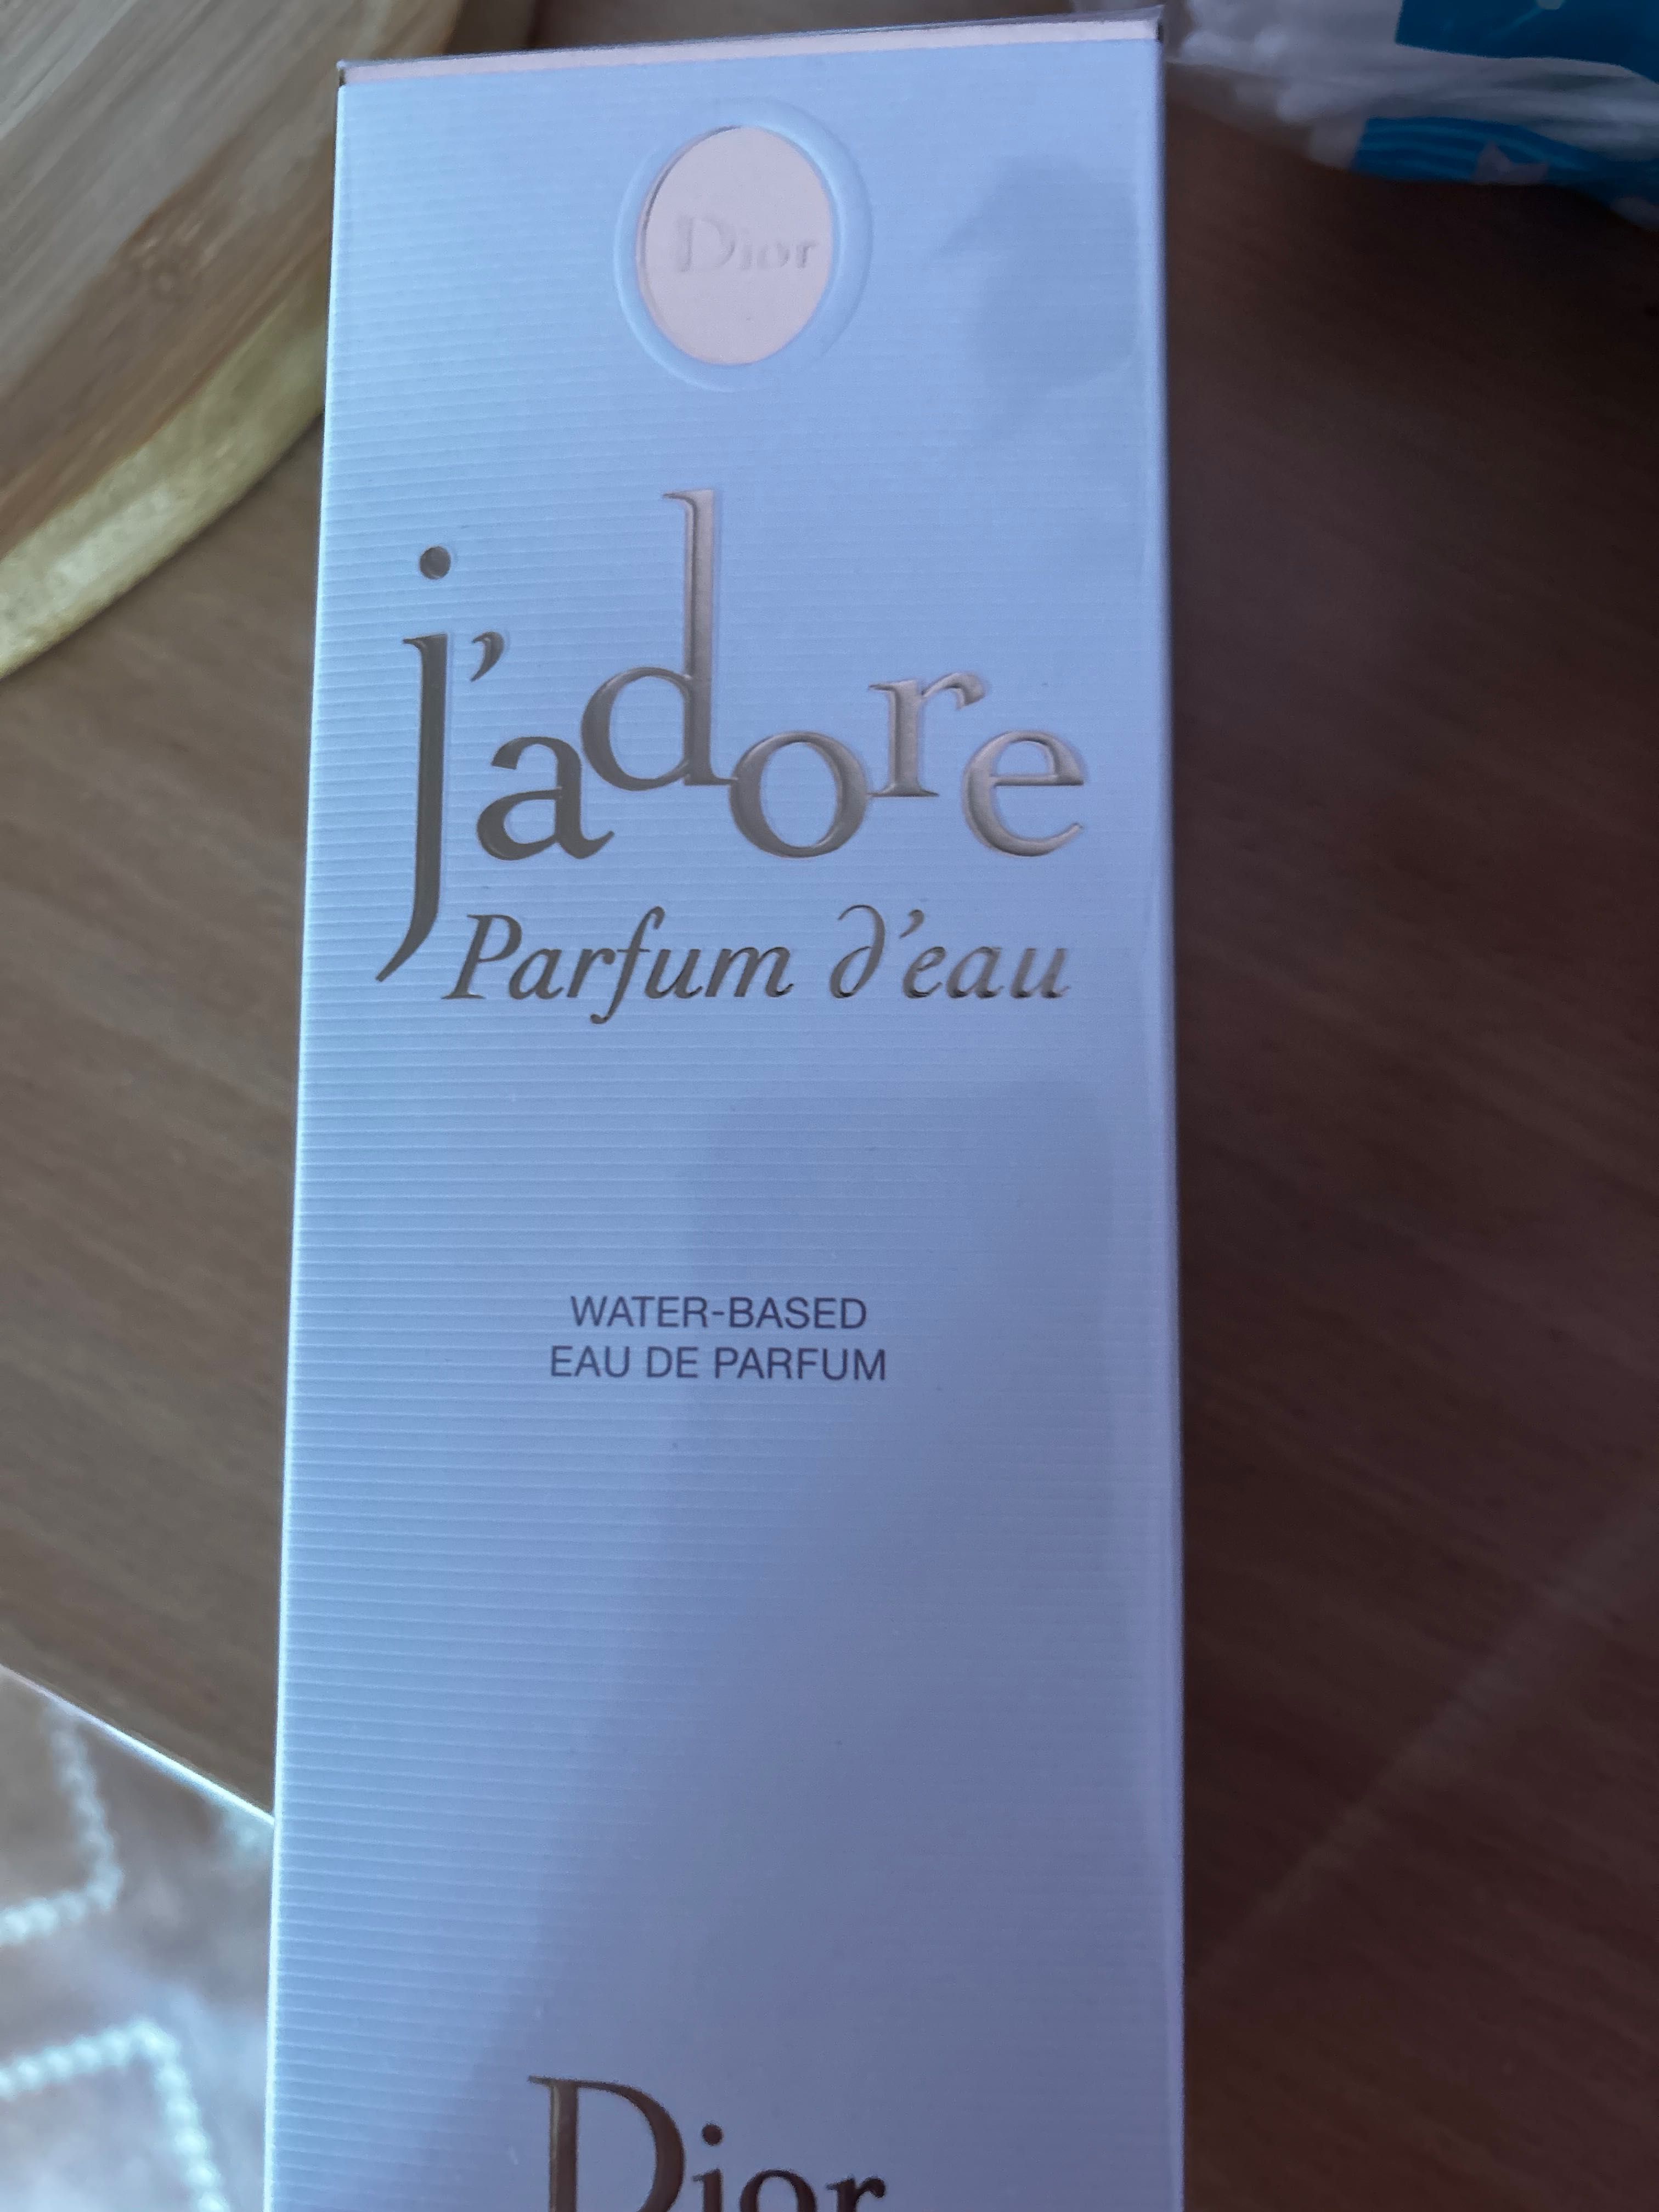 Dior
j'adore
Parfum d'eau
WATER-BASED
EAU DE PARFUM
Dior